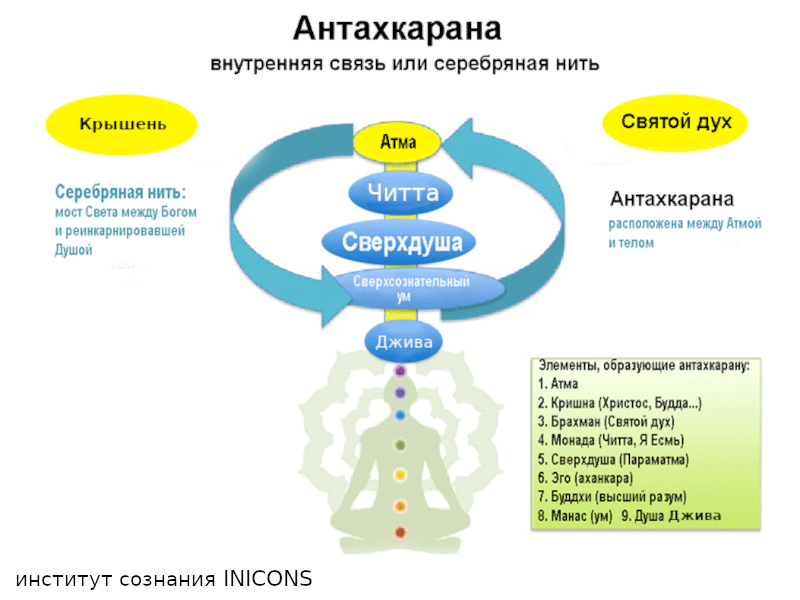 Антахкарана
внутренняя связь или серебряная нить
Крышень
Святой дух
Атма
Читта
Сверхдуша
Сверхсознательный
ум
Джива
Серебряная нить:
мост Света между Богом
и реинкарнировавшей
Душой
Антахкарана
расположена между Атмой
и телом
Элементы, образующие антахкарану:
1. Атма
2. Кришна (Христос, Будда...)
3. Брахман (Святой дух)
4. Монада (Читта, Я Есмь)
5. Сверхдуша (Параматма)
6. Эго (аханкара)
7. Буддхи (высший разум)
8. Манас (ум) 9. Душа Джива
институт сознания INICONS